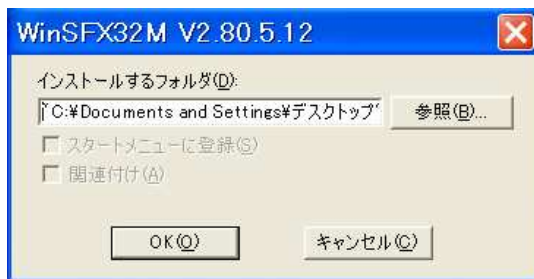 WinSFX32M V2.80.5.12
インストールするフォルダ(D):
"C:¥Documents and Settings¥デスクトップ"
参照(B)...
スタートメニューに登録(S)
関連付け(A)
OK(O)
キャンセル(C)